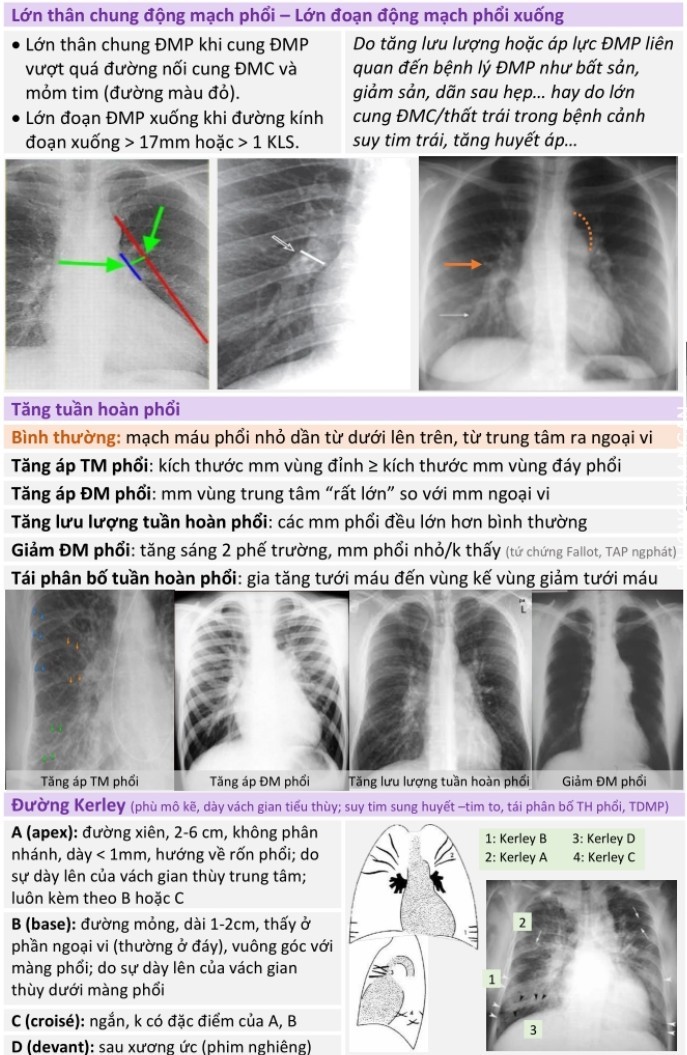 Lớn thân chung động mạch phổi – Lớn đoạn động mạch phổi xuống
• Lớn thân chung ĐMP khi cung ĐMP
vượt quá đường nối cung ĐMC và
mỏm tim (đường màu đỏ).
• Lớn đoạn ĐMP xuống khi đường kính
đoạn xuống > 17mm hoặc > 1 KLS.
Do tăng lưu lượng hoặc áp lực ĐMP liên
quan đến bệnh lý ĐMP như bất sản,
giảm sản, dãn sau hẹp... hay do lớn
cung ĐMC/thất trái trong bệnh cảnh
suy tim trái, tăng huyết áp...
Tăng tuần hoàn phổi
Bình thường: mạch máu phổi nhỏ dần từ dưới lên trên, từ trung tâm ra ngoại vi
Tăng áp TM phổi: kích thước mm vùng đỉnh ≥ kích thước mm vùng đáy phổi
Tăng áp ĐM phổi: mm vùng trung tâm “rất lớn” so với mm ngoại vi
Tăng lưu lượng tuần hoàn phổi: các mm phổi đều lớn hơn bình thường
Giảm ĐM phổi: tăng sáng 2 phế trường, mm phổi nhỏ/k thấy (tứ chứng Fallot, TAP ngphát)
Tái phân bố tuần hoàn phổi: gia tăng tưới máu đến vùng kế vùng giảm tưới máu
L
Tăng áp TM phổi
Tăng áp ĐM phổi
Tăng lưu lượng tuần hoàn phổi
Giảm ĐM phổi
Đường Kerley (phù mô kẽ, dày vách gian tiểu thùy; suy tim sung huyết –tim to, tái phân bố TH phổi, TDMP)
A (apex): đường xiên, 2-6 cm, không phân
nhánh, dày < 1mm, hướng về rốn phổi; do
sự dày lên của vách gian thùy trung tâm;
luôn kèm theo B hoặc C
B (base): đường mỏng, dài 1-2cm, thấy ở
phần ngoại vi (thường ở đáy), vuông góc với
màng phổi; do sự dày lên của vách gian
thùy dưới màng phổi
C (croisé): ngắn, k có đặc điểm của A, B
D (devant): sau xương ức (phim nghiêng)
1: Kerley B 3: Kerley D
2: Kerley A 4: Kerley C
2
1
3
4
2
1
3